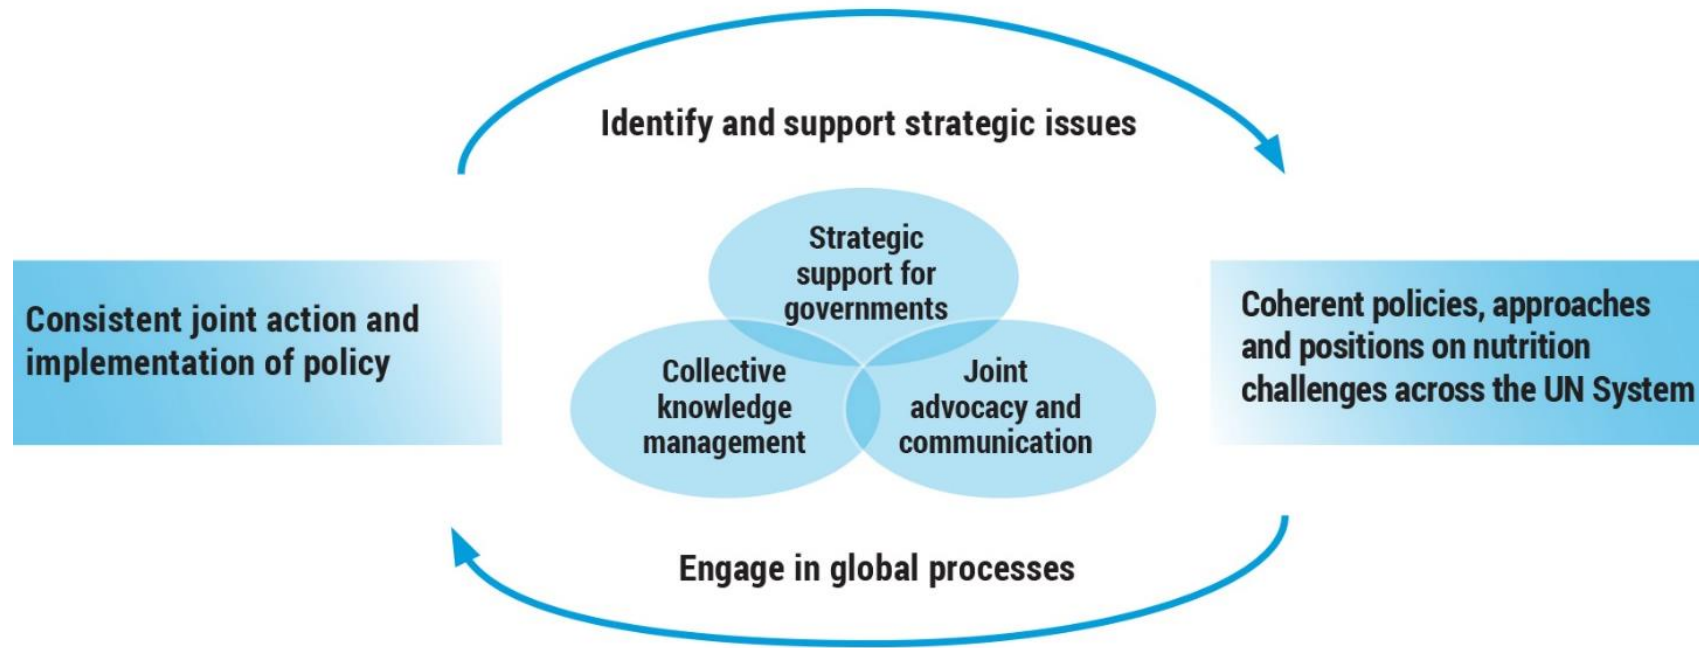 Identify and support strategic issues
Strategic
support for
governments
Consistent joint action and
implementation of policy
Coherent policies, approaches
and positions on nutrition
challenges across the UN System
Collective
knowledge
management
Joint
advocacy and
communication
Engage in global processes